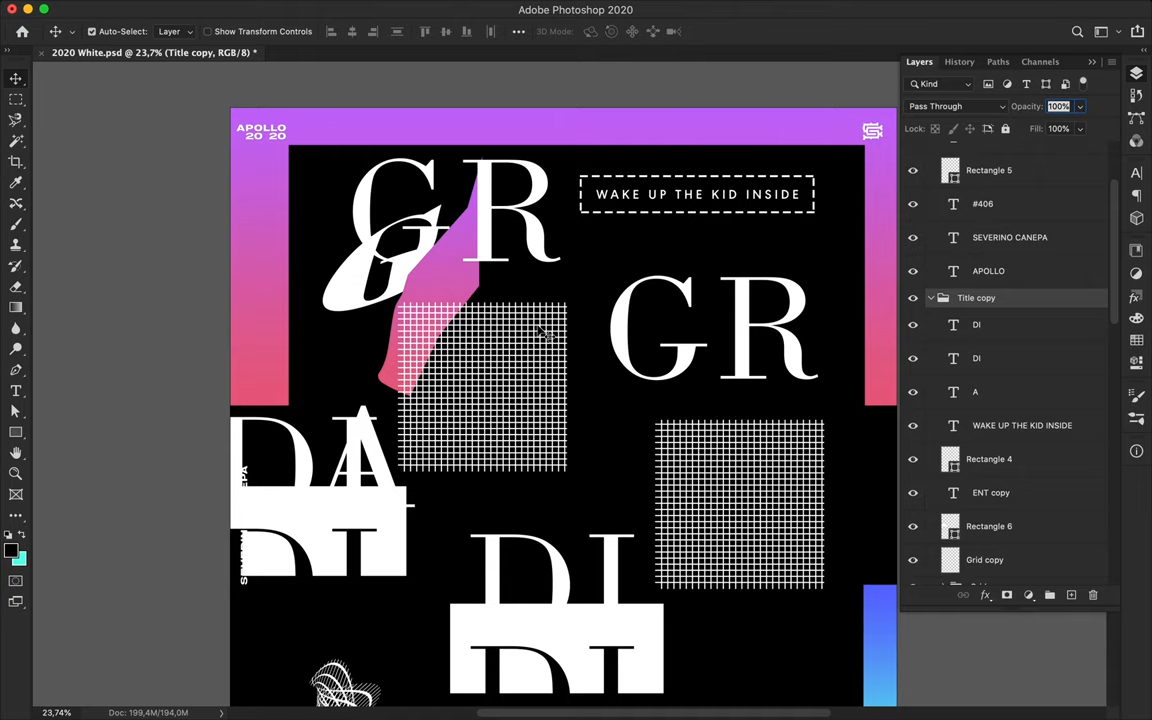 Adobe Photoshop 2020
Auto-Select: Layer Show Transform Controls 3D Mode:
2020 White.psd @ 23,7% (Title copy, RGB/8) *
Layers History Paths Channels
Kind
Pass Through Opacity: 100%
Lock: Fill: 100%
Rectangle 5
#406
SEVERINO CANEPA
APOLLO
Title copy
DI
DI
A
WAKE UP THE KID INSIDE
Rectangle 4
ENT copy
Rectangle 6
Grid copy
APOLLO
20 20
GR
G
WAKE UP THE KID INSIDE
GR
DI
A
DI
DI
DI
23,74% Doc: 199,4M/194,0M